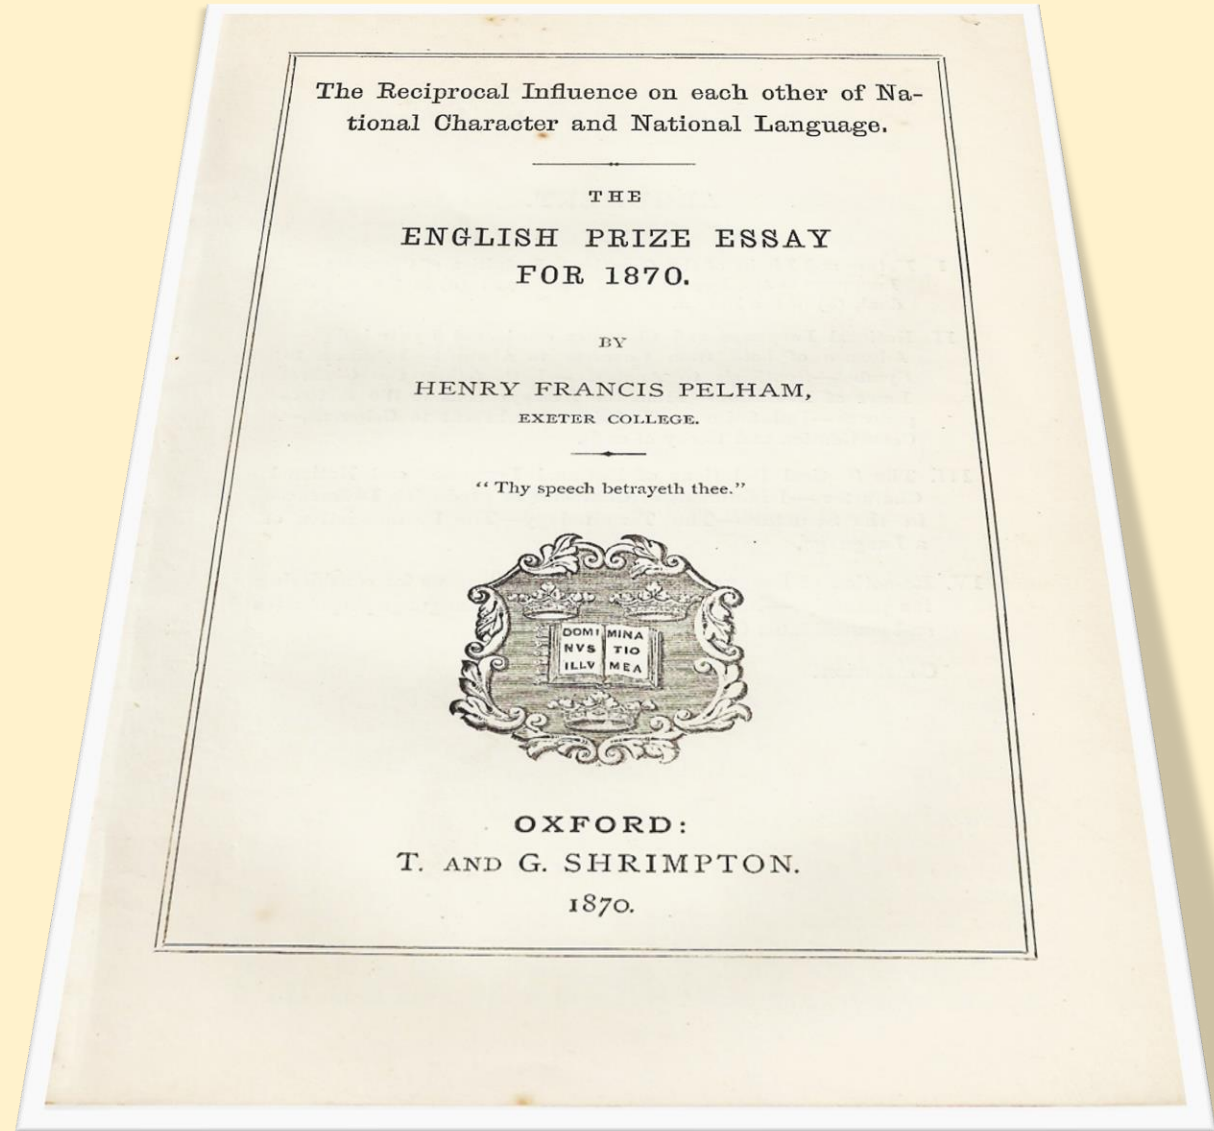 The Reciprocal Influence on each other of Na-
tional Character and National Language.
THE
ENGLISH PRIZE ESSAY
FOR 1870.
BY
HENRY FRANCIS PELHAM,
EXETER COLLEGE.
“Thy speech betrayeth thee.”
DOMI MINA
NVS TIO
ILLV MEA
OXFORD:
T. AND G. SHRIMPTON.
1870.